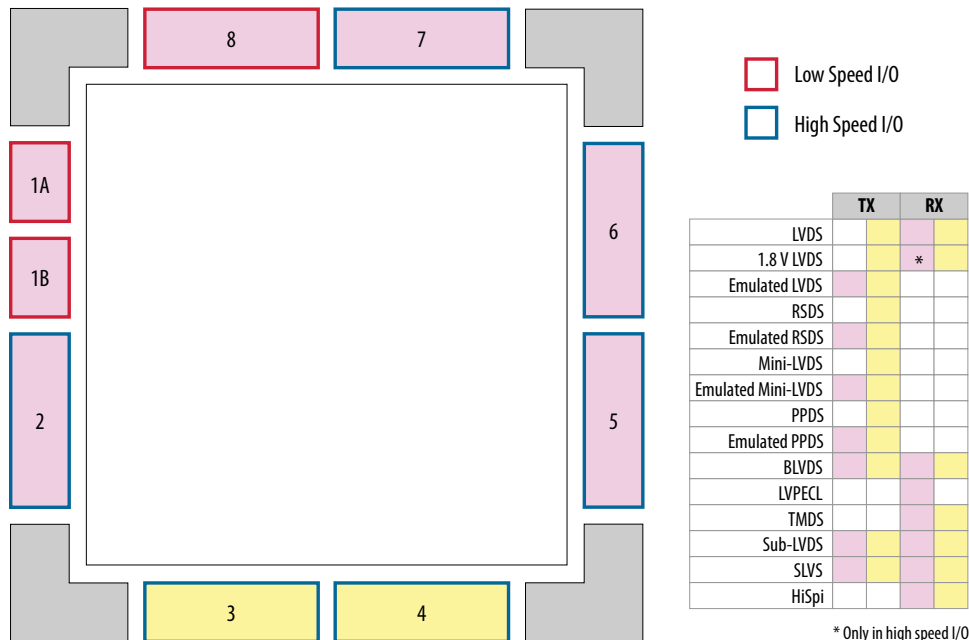 8
7
Low Speed I/O
High Speed I/O
1A
6
1B
2
5
3
4
TX RX
LVDS
1.8 V LVDS *
Emulated LVDS
RSDS
Emulated RSDS
Mini-LVDS
Emulated Mini-LVDS
PPDS
Emulated PPDS
BLVDS
LVPECL
TMDS
Sub-LVDS
SLVS
HiSpi
* Only in high speed I/O